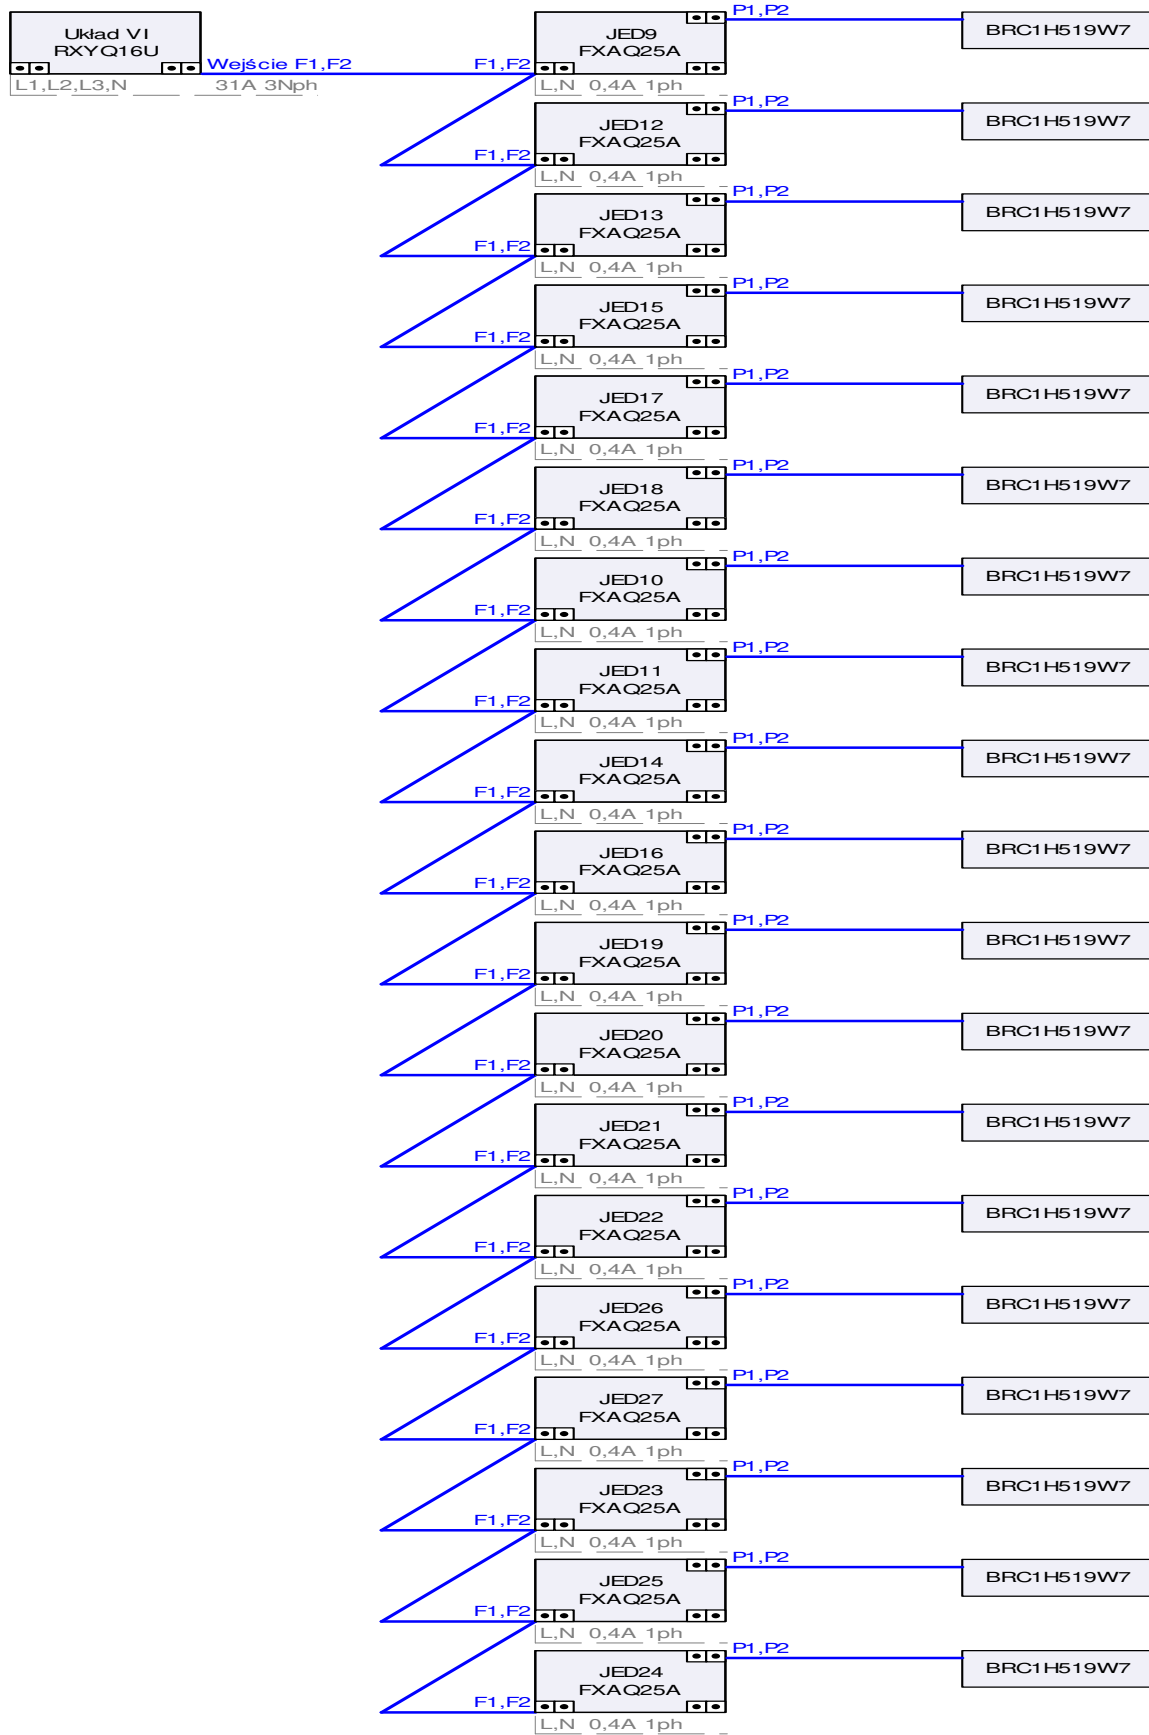 Układ VI
RXYQ16U
Wejście F1,F2
L1,L2,L3,N 31A 3Nph
JED9
FXAQ25A
F1,F2
P1,P2
BRC1H519W7
L,N 0,4A 1ph
JED12
FXAQ25A
F1,F2
P1,P2
BRC1H519W7
L,N 0,4A 1ph
JED13
FXAQ25A
F1,F2
P1,P2
BRC1H519W7
L,N 0,4A 1ph
JED15
FXAQ25A
F1,F2
P1,P2
BRC1H519W7
L,N 0,4A 1ph
JED17
FXAQ25A
F1,F2
P1,P2
BRC1H519W7
L,N 0,4A 1ph
JED18
FXAQ25A
F1,F2
P1,P2
BRC1H519W7
L,N 0,4A 1ph
JED10
FXAQ25A
F1,F2
P1,P2
BRC1H519W7
L,N 0,4A 1ph
JED11
FXAQ25A
F1,F2
P1,P2
BRC1H519W7
L,N 0,4A 1ph
JED14
FXAQ25A
F1,F2
P1,P2
BRC1H519W7
L,N 0,4A 1ph
JED16
FXAQ25A
F1,F2
P1,P2
BRC1H519W7
L,N 0,4A 1ph
JED19
FXAQ25A
F1,F2
P1,P2
BRC1H519W7
L,N 0,4A 1ph
JED20
FXAQ25A
F1,F2
P1,P2
BRC1H519W7
L,N 0,4A 1ph
JED21
FXAQ25A
F1,F2
P1,P2
BRC1H519W7
L,N 0,4A 1ph
JED22
FXAQ25A
F1,F2
P1,P2
BRC1H519W7
L,N 0,4A 1ph
JED26
FXAQ25A
F1,F2
P1,P2
BRC1H519W7
L,N 0,4A 1ph
JED27
FXAQ25A
F1,F2
P1,P2
BRC1H519W7
L,N 0,4A 1ph
JED23
FXAQ25A
F1,F2
P1,P2
BRC1H519W7
L,N 0,4A 1ph
JED25
FXAQ25A
F1,F2
P1,P2
BRC1H519W7
L,N 0,4A 1ph
JED24
FXAQ25A
F1,F2
P1,P2
BRC1H519W7
L,N 0,4A 1ph